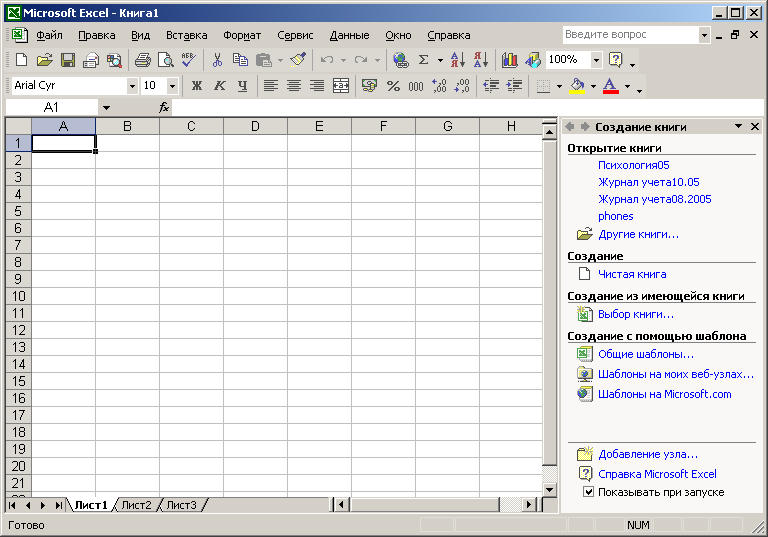 Microsoft Excel - Книга1
Файл Правка Вид Вставка Формат Сервис Данные Окно Справка Введите вопрос
Σ 100%
Arial Cyr 10 Ж К Ч % 000
A1 fx
A B C D E F G H
1
2
3
4
5
6
7
8
9
10
11
12
13
14
15
16
17
18
19
20
21
Создание книги
Открытие книги
Психология05
Журнал учета10.05
Журнал учета08.2005
phones
Другие книги...
Создание
Чистая книга
Создание из имеющейся книги
Выбор книги...
Создание с помощью шаблона
Общие шаблоны...
Шаблоны на моих веб-узлах...
Шаблоны на Microsoft.com
Добавление узла...
Справка Microsoft Excel
Показывать при запуске
Лист1 Лист2 Лист3
Готово NUM